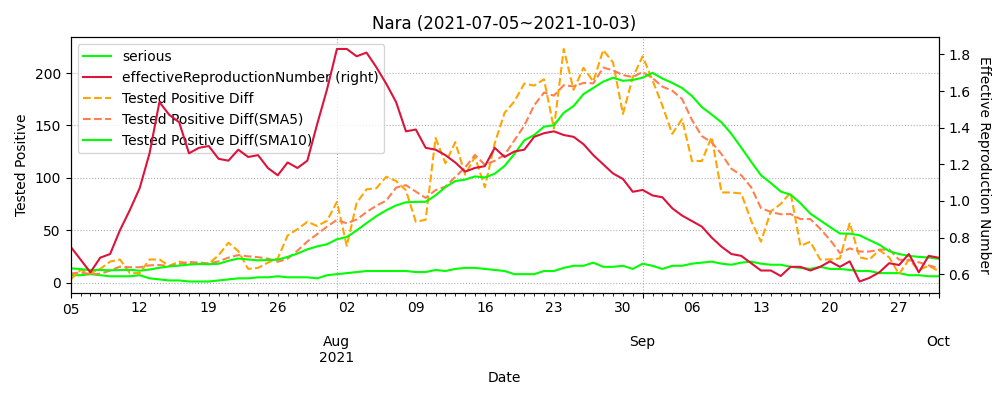 Nara (2021-07-05~2021-10-03)
serious
effectiveReproductionNumber (right)
Tested Positive Diff
Tested Positive Diff(SMA5)
Tested Positive Diff(SMA10)
Tested Positive
200
150
100
50
0
1.8
1.6
1.4
1.2
1.0
0.8
0.6
Effective Reproduction Number
05 12 19 26 02 09 16 23 30 06 13 20 27
Aug Sep Oct
2021
Date